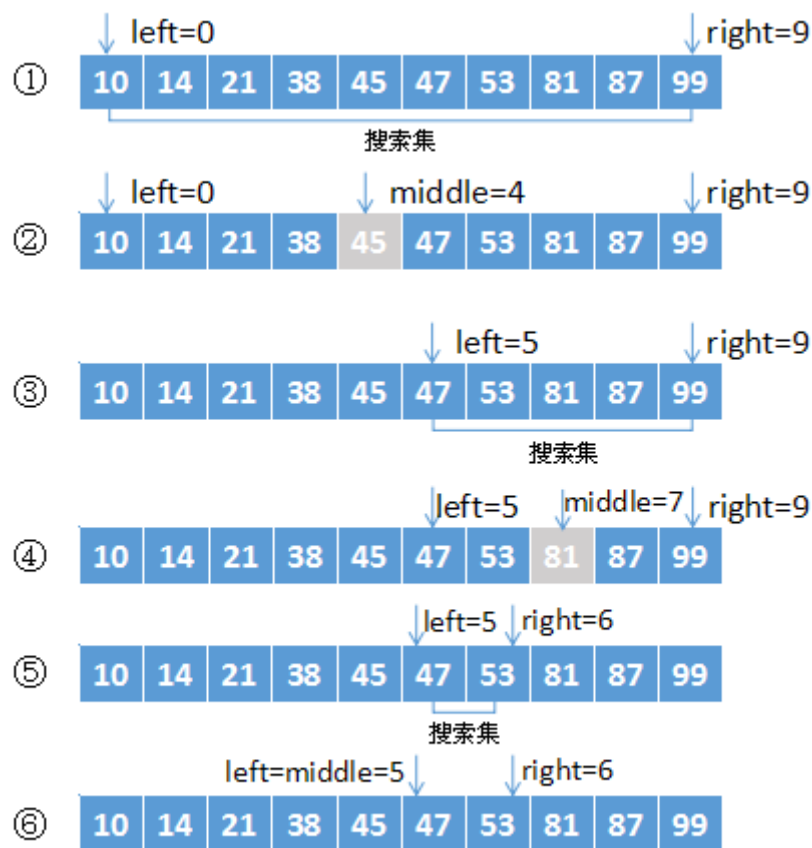 left=0 right=9
① 10 14 21 38 45 47 53 81 87 99
搜索集
left=0 middle=4 right=9
② 10 14 21 38 45 47 53 81 87 99
left=5 right=9
③ 10 14 21 38 45 47 53 81 87 99
搜索集
left=5 middle=7 right=9
④ 10 14 21 38 45 47 53 81 87 99
left=5 right=6
⑤ 10 14 21 38 45 47 53 81 87 99
搜索集
left=middle=5 right=6
⑥ 10 14 21 38 45 47 53 81 87 99